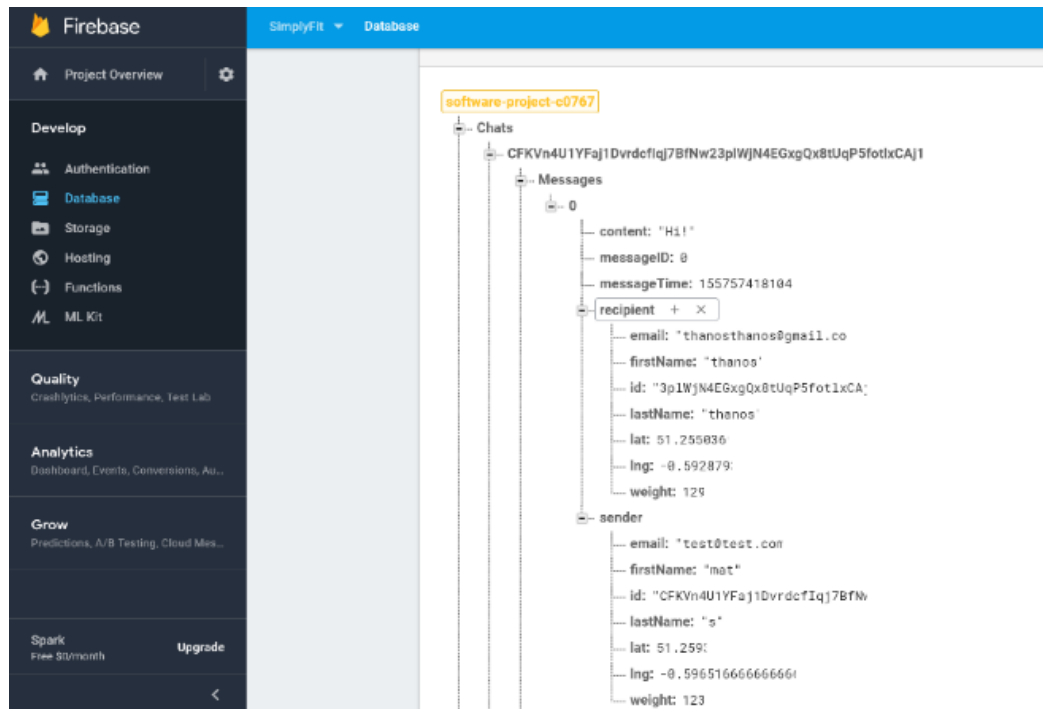 Firebase
SimplyFit
Database
Project Overview
software-project-c0767
Chats
Develop
CFKVn4U1YFaj1DvrdcfIqj7BfNw23plWjN4EGxgQx8tUqP5fotlxCAj1
Authentication
Messages
Database
0
Storage
content: "Hi!"
Hosting
messageID: 0
Functions
messageTime: 155757418104
ML Kit
recipient + ×
email: "thanosthanos@gmail.co
Quality
firstName: "thanos'
Crashlytics, Performance, Test Lab
id: "3plWjN4EGxgQx8tUqP5fotlxCAj
lastName: "thanos'
Analytics
lat: 51.255036
Dashboard, Events, Conversions, Au...
lng: -0.592879
weight: 129
Grow
sender
Predictions, A/B Testing, Cloud Mes...
email: "test@test.com
firstName: "mat"
id: "CFKVn4U1YFaj1DvrdcfIqj7BfNw
lastName: "s"
Spark
Free $0/month
Upgrade
lat: 51.259
lng: -0.5965166666666
weight: 123